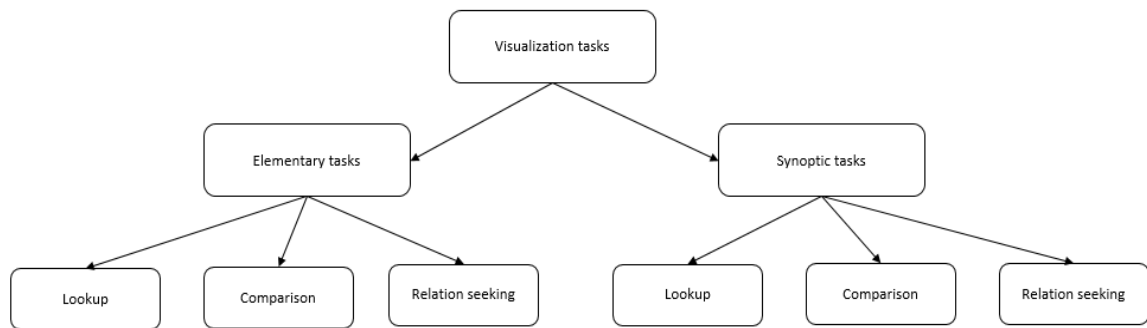 Visualization tasks
Elementary tasks
Synoptic tasks
Lookup
Comparison
Relation seeking
Lookup
Comparison
Relation seeking